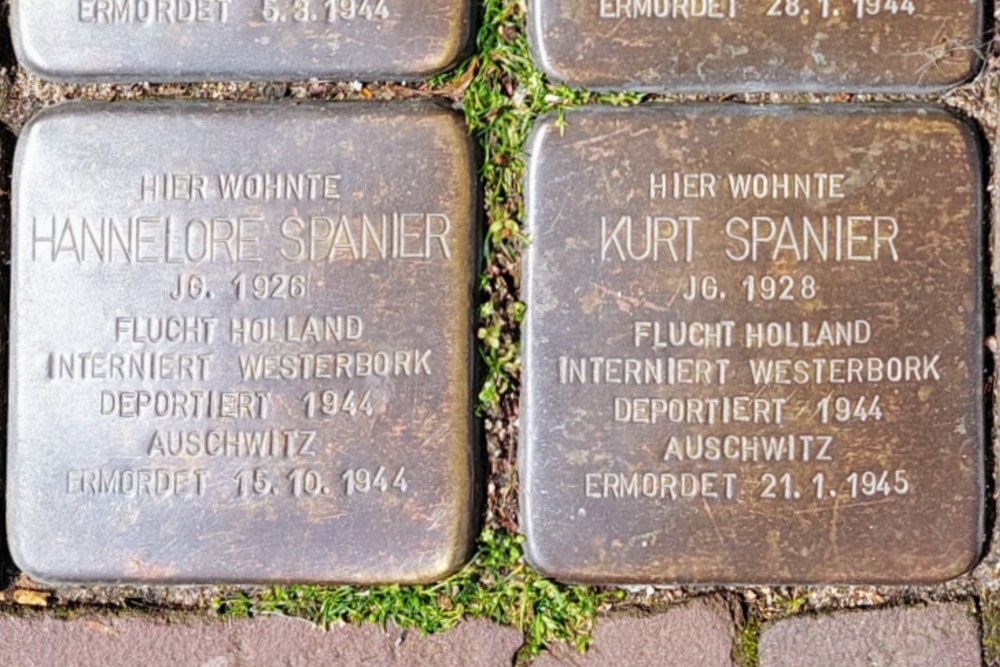 ERMORDET 5.3.1944
ERMORDET 28.1.1944
HIER WOHNTE
HANNELORE SPANIER
JG. 1926
FLUCHT HOLLAND
INTERNIERT WESTERBORK
DEPORTIERT 1944
AUSCHWITZ
ERMORDET 15.10.1944
HIER WOHNTE
KURT SPANIER
JG. 1928
FLUCHT HOLLAND
INTERNIERT WESTERBORK
DEPORTIERT 1944
AUSCHWITZ
ERMORDET 21.1.1945